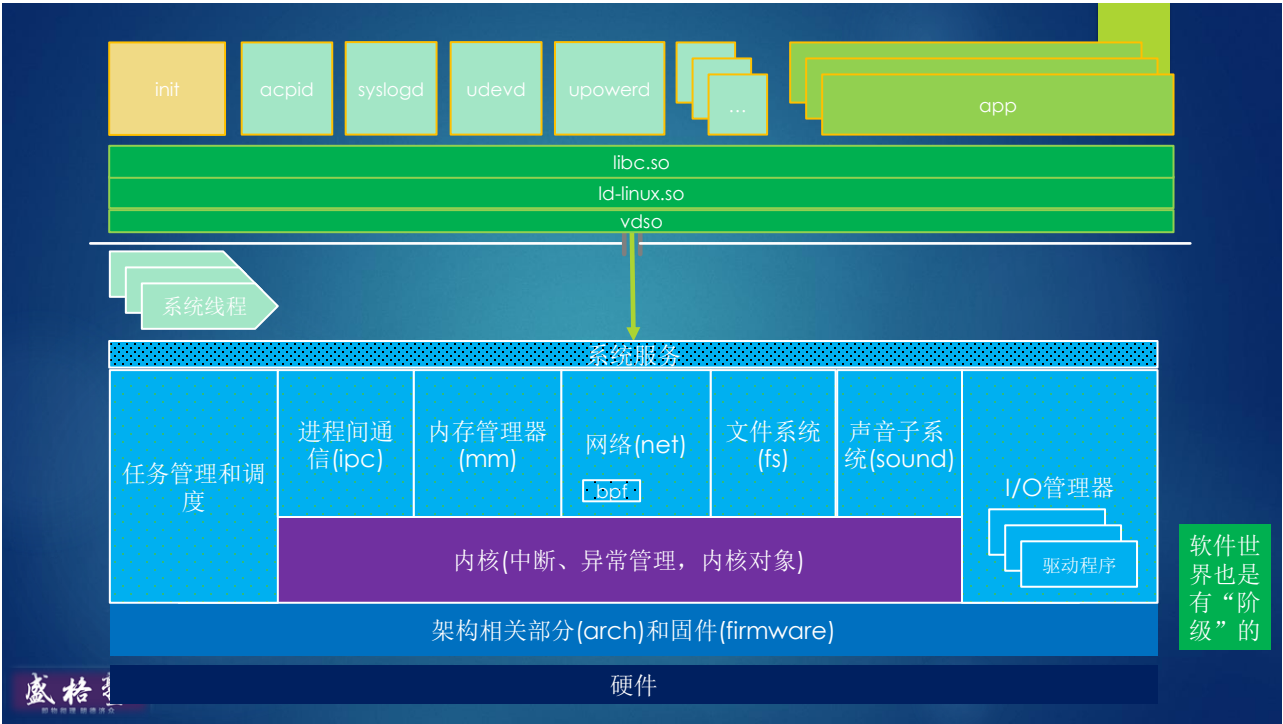 init
acpid
syslogd
udevd
upowerd
...
app
libc.so
ld-linux.so
vdso
系统线程
系统服务
任务管理和调
度
进程间通
信(ipc)
内存管理器
(mm)
网络(net)
bpf
文件系统
(fs)
声音子系
统(sound)
I/O管理器
驱动程序
内核(中断、异常管理，内核对象)
架构相关部分(arch)和固件(firmware)
硬件
软件世
界也是
有“阶
级”的
盛格